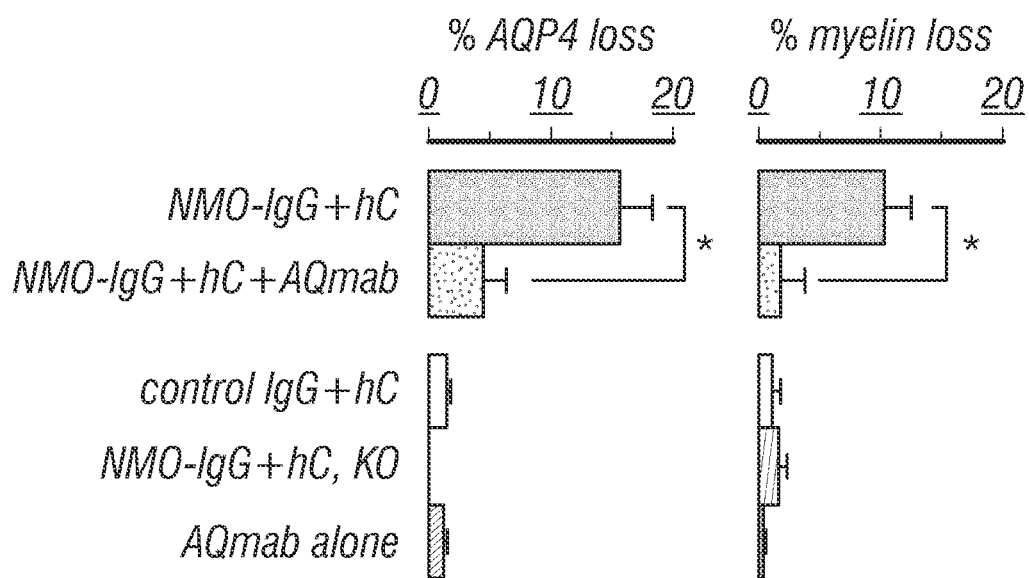 % AQP4 loss % myelin loss
0 10 20 0 10 20
NMO-IgG+hC
*
*
NMO-IgG+hC+AQmab
control IgG+hC
NMO-IgG+hC, KO
AQmab alone